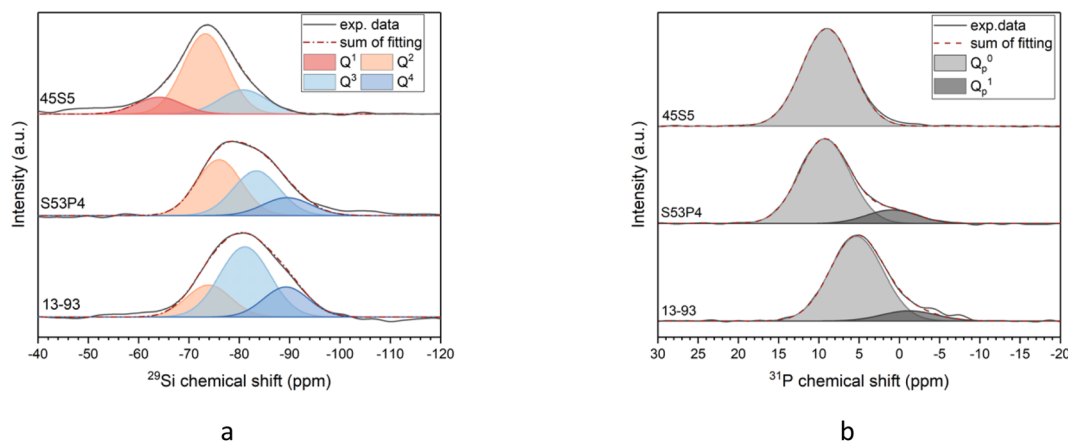 exp. data
sum of fitting
Q¹ Q²
Q³ Q⁴
45S5
S53P4
13-93
Intensity (a.u.)
-40 -50 -60 -70 -80 -90 -100 -110 -120
²⁹Si chemical shift (ppm)
a
exp.data
sum of fitting
Qₚ⁰
Qₚ¹
45S5
S53P4
13-93
Intensity (a.u.)
30 25 20 15 10 5 0 -5 -10 -15 -20
³¹P chemical shift (ppm)
b